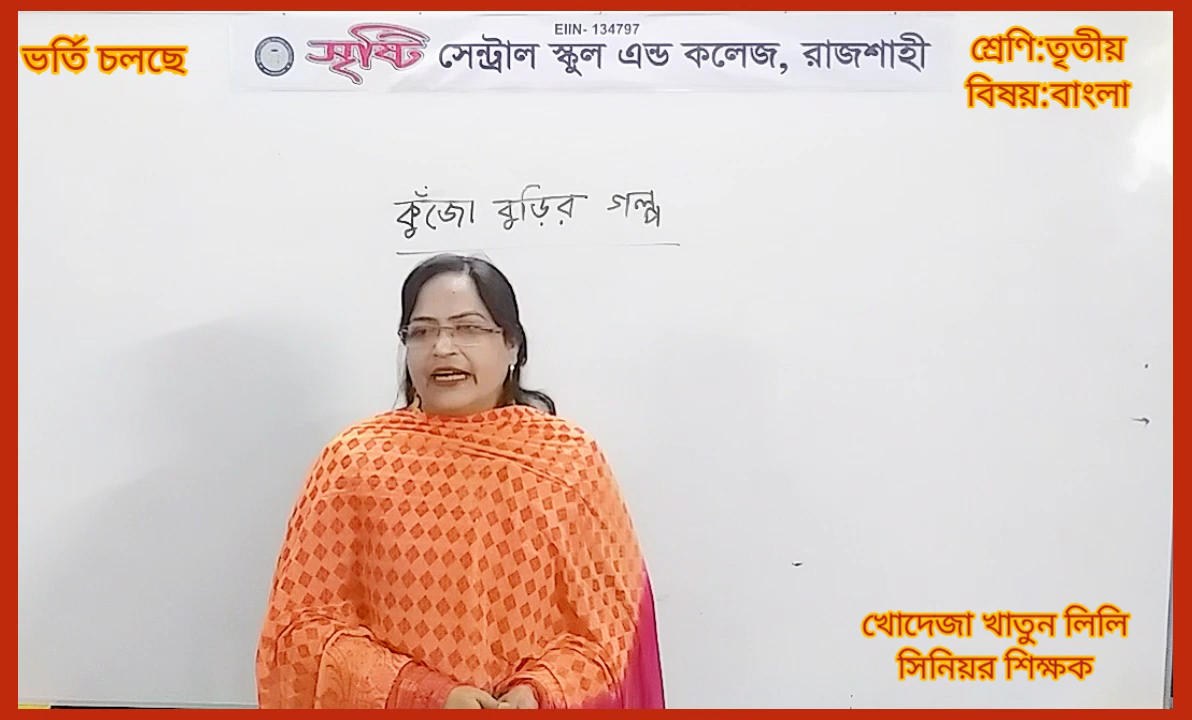 ভর্তি চলছে
EIIN- 134797
সৃষ্টি সেন্ট্রাল স্কুল এন্ড কলেজ, রাজশাহী
শ্রেণি:তৃতীয়
বিষয়:বাংলা
কুঁজো বুড়ির গল্প
খোদেজা খাতুন লিলি
সিনিয়র শিক্ষক